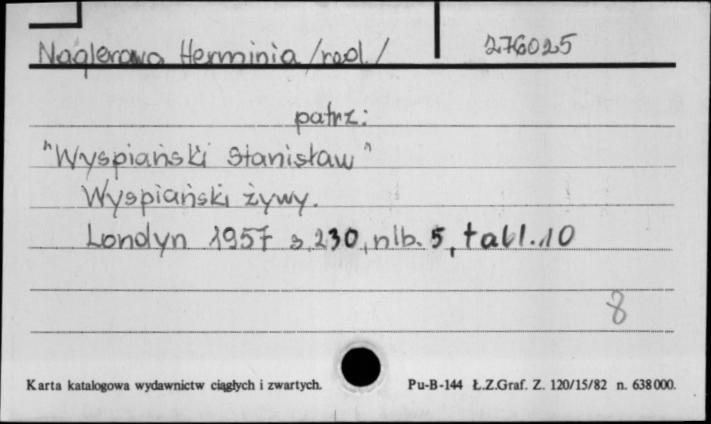 Naglerowa Herminia /red./ 276025
patrz:
"Wyspiański Stanisław"
Wyspiański żywy.
Londyn 1957 s. 230, nlb. 5, tabl. 10
8
Karta katalogowa wydawnictw ciągłych i zwartych. Pu-B-144 Ł.Z.Graf. Z. 120/15/82 n. 638000.